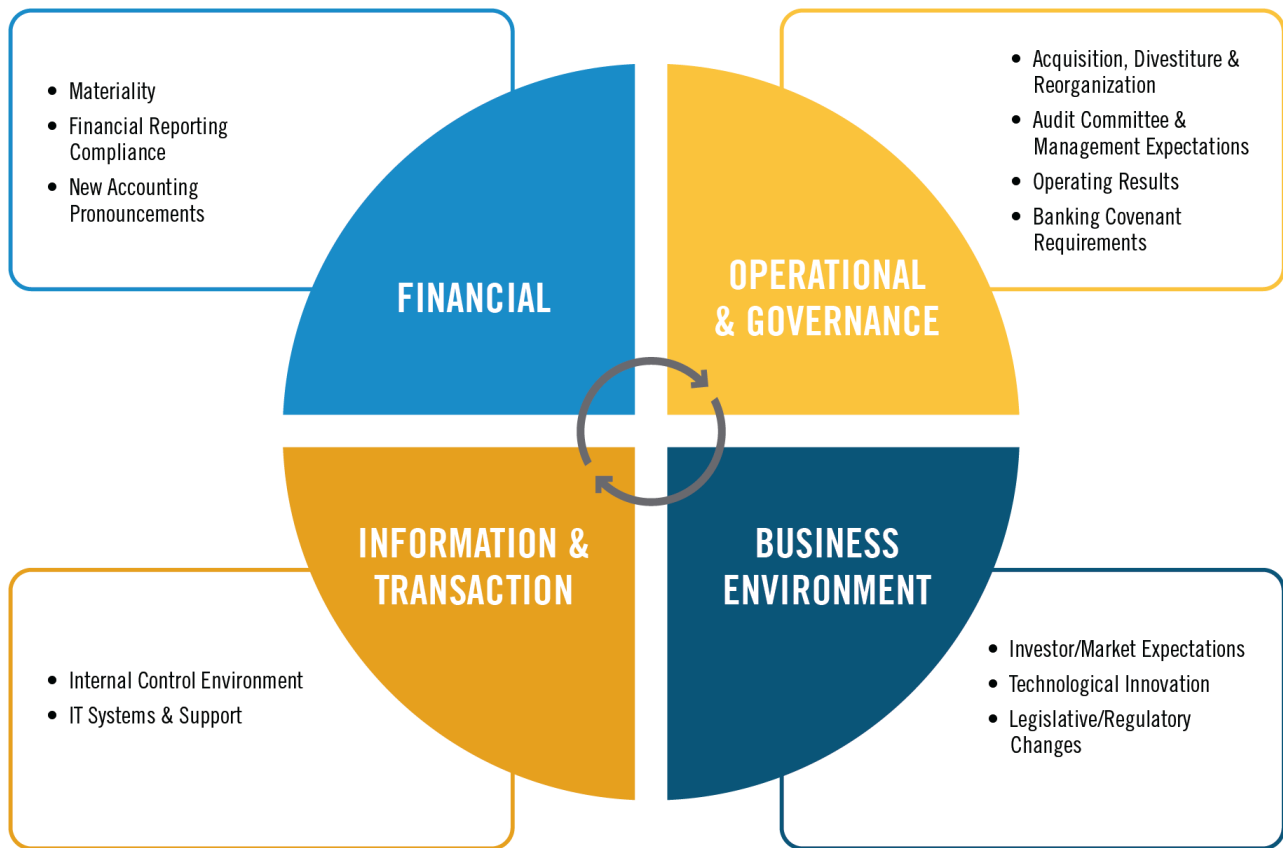 • Materiality
• Financial Reporting
Compliance
• New Accounting
Pronouncements
FINANCIAL
• Acquisition, Divestiture &
Reorganization
• Audit Committee &
Management Expectations
• Operating Results
• Banking Covenant
Requirements
OPERATIONAL
& GOVERNANCE
INFORMATION &
TRANSACTION
• Internal Control Environment
• IT Systems & Support
BUSINESS
ENVIRONMENT
• Investor/Market Expectations
• Technological Innovation
• Legislative/Regulatory
Changes